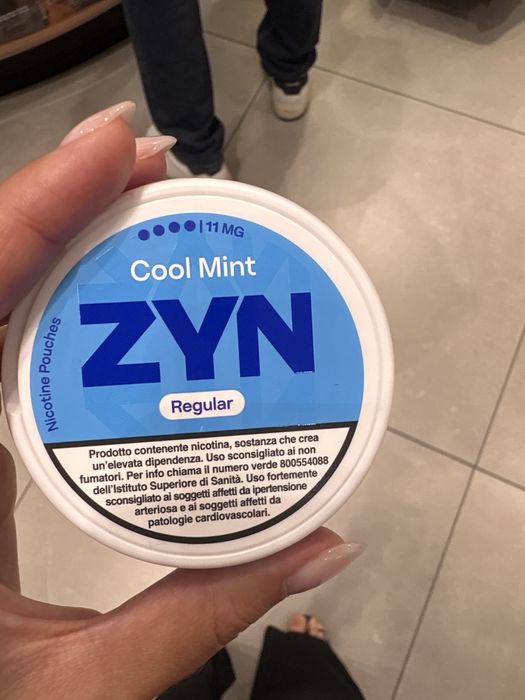 ●●●● | 11 MG
Cool Mint
ZYN
Nicotine Pouches
Regular
Prodotto contenente nicotina, sostanza che crea
un'elevata dipendenza. Uso sconsigliato ai non
fumatori. Per info chiama il numero verde 800554088
dell'Istituto Superiore di Sanità. Uso fortemente
sconsigliato ai soggetti affetti da ipertensione
arteriosa e ai soggetti affetti da
patologie cardiovascolari.